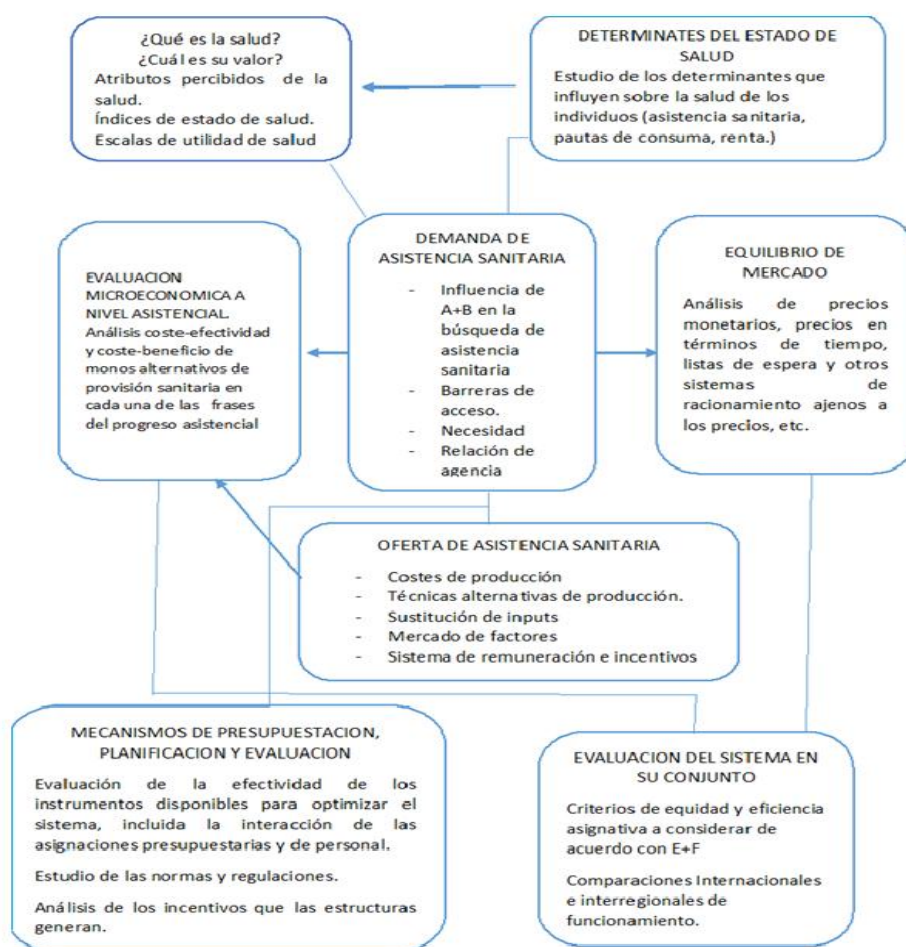 ¿Qué es la salud?
¿Cuál es su valor?
Atributos percibidos de la
salud.
Índices de estado de salud.
Escalas de utilidad de salud
DETERMINATES DEL ESTADO DE
SALUD
Estudio de los determinantes que
influyen sobre la salud de los
individuos (asistencia sanitaria,
pautas de consuma, renta.)
EVALUACION
MICROECONOMICA A
NIVEL ASISTENCIAL.
Análisis coste-efectividad
y coste-beneficio de
monos alternativos de
provisión sanitaria en
cada una de las frases
del progreso asistencial
DEMANDA DE
ASISTENCIA SANITARIA
- Influencia de
A+B en la
búsqueda de
asistencia
sanitaria
- Barreras de
acceso.
- Necesidad
- Relación de
agencia
EQUILIBRIO DE
MERCADO
Análisis de precios
monetarios, precios en
términos de tiempo,
listas de espera y otros
sistemas de
racionamiento ajenos a
los precios, etc.
OFERTA DE ASISTENCIA SANITARIA
- Costes de producción
- Técnicas alternativas de producción.
- Sustitución de inputs
- Mercado de factores
- Sistema de remuneración e incentivos
MECANISMOS DE PRESUPUESTACION,
PLANIFICACION Y EVALUACION
Evaluación de la efectividad de los
instrumentos disponibles para optimizar el
sistema, incluida la interacción de las
asignaciones presupuestarias y de personal.
Estudio de las normas y regulaciones.
Análisis de los incentivos que las estructuras
generan.
EVALUACION DEL SISTEMA EN
SU CONJUNTO
Criterios de equidad y eficiencia
asignativa a considerar de
acuerdo con E+F
Comparaciones Internacionales
e interregionales de
funcionamiento.